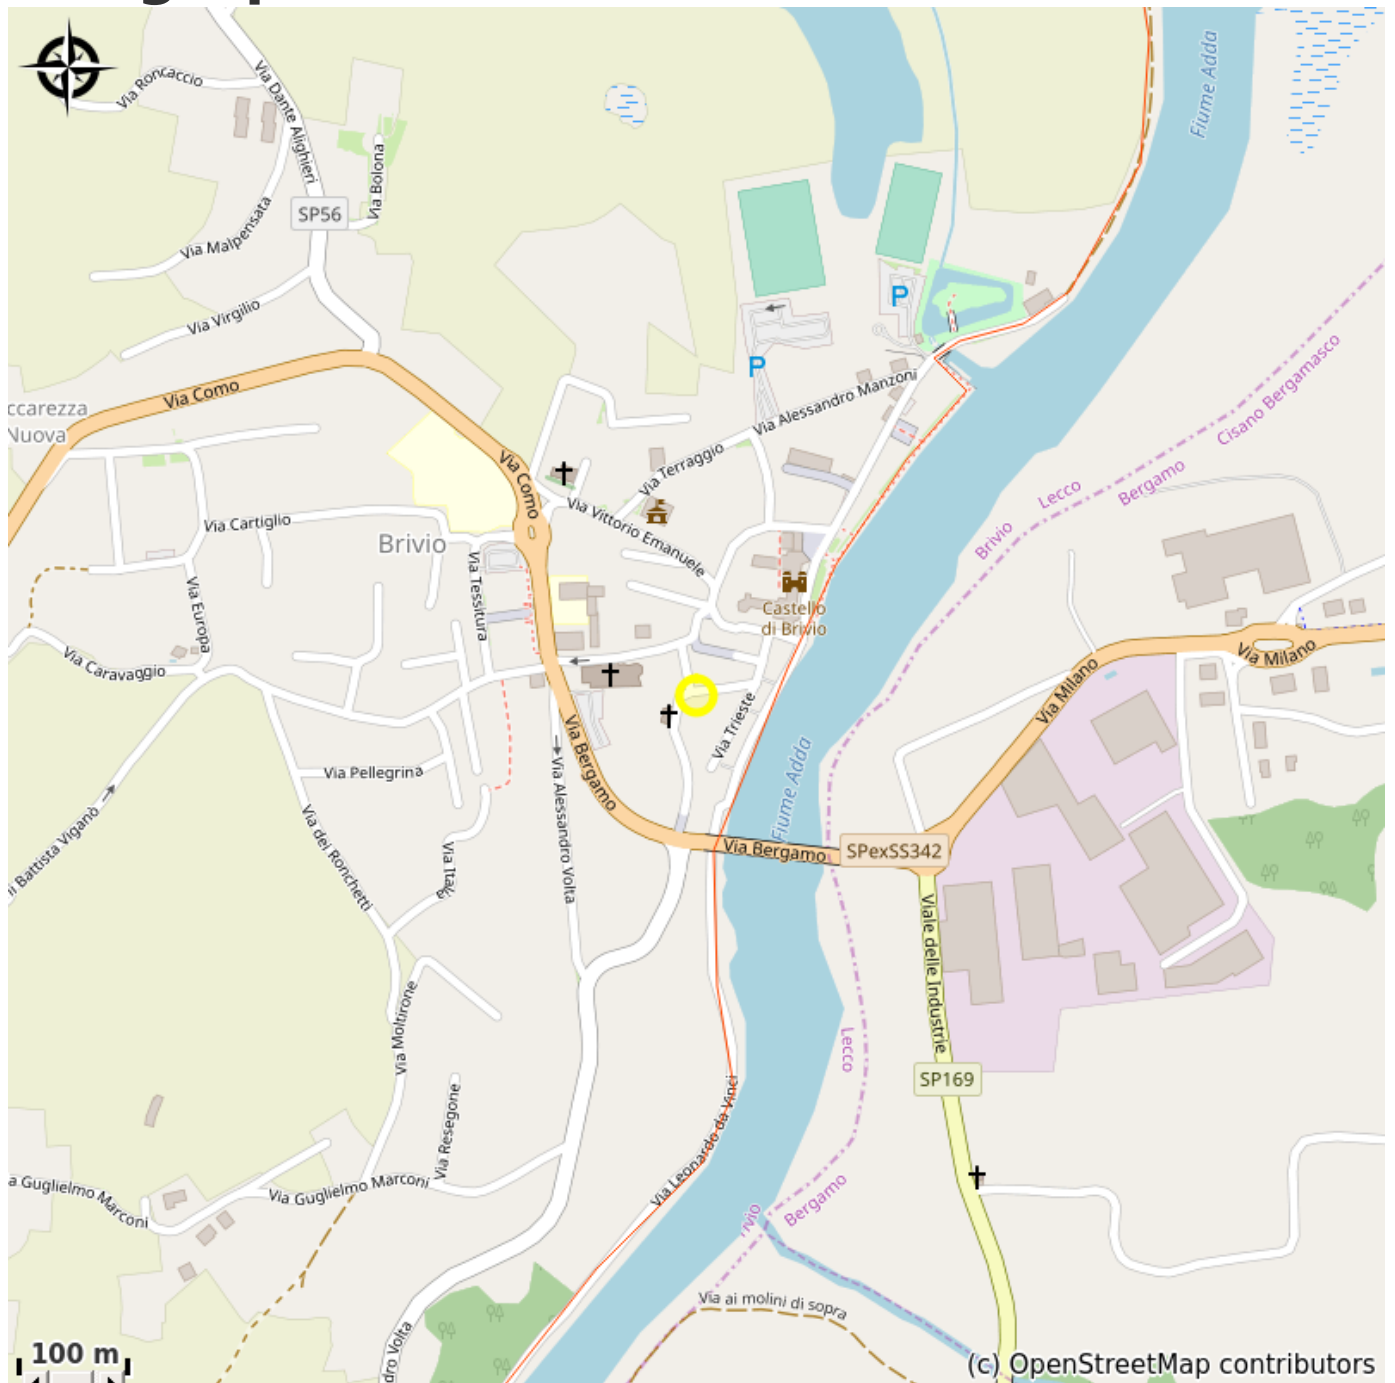 Fiume Adda
Via Roncaccio
Via Dante Alighieri
Via Bolona
SP56
Via Malpensata
Via Virgilio
P
P
Via Como
Via Alessandro Manzoni
Cisano Bergamasco
ccarezza
Nuova
Via Como
Via Terraggio
Lecco
Bergamo
Via Cartiglio
Via Vittorio Emanuele
Brivio
Brivio
Via Tessitura
Via Europa
Castello
di Brivio
Via Caravaggio
Via Milano
Via Milano
Via Trieste
Via Bergamo
Via Pellegrina
Via Alessandro Volta
Fiume Adda
ni Battista Viganò
Via dei Ronchetti
Via Italia
Via Bergamo
SPexSS342
Viale delle Industrie
Via Moltirone
Lecco
SP169
Via Resegone
Via Leonardo da Vinci
a Guglielmo Marconi
Via Guglielmo Marconi
Bergamo
rivio
Via ai molini di sopra
dro Volta
100 m
(c) OpenStreetMap contributors